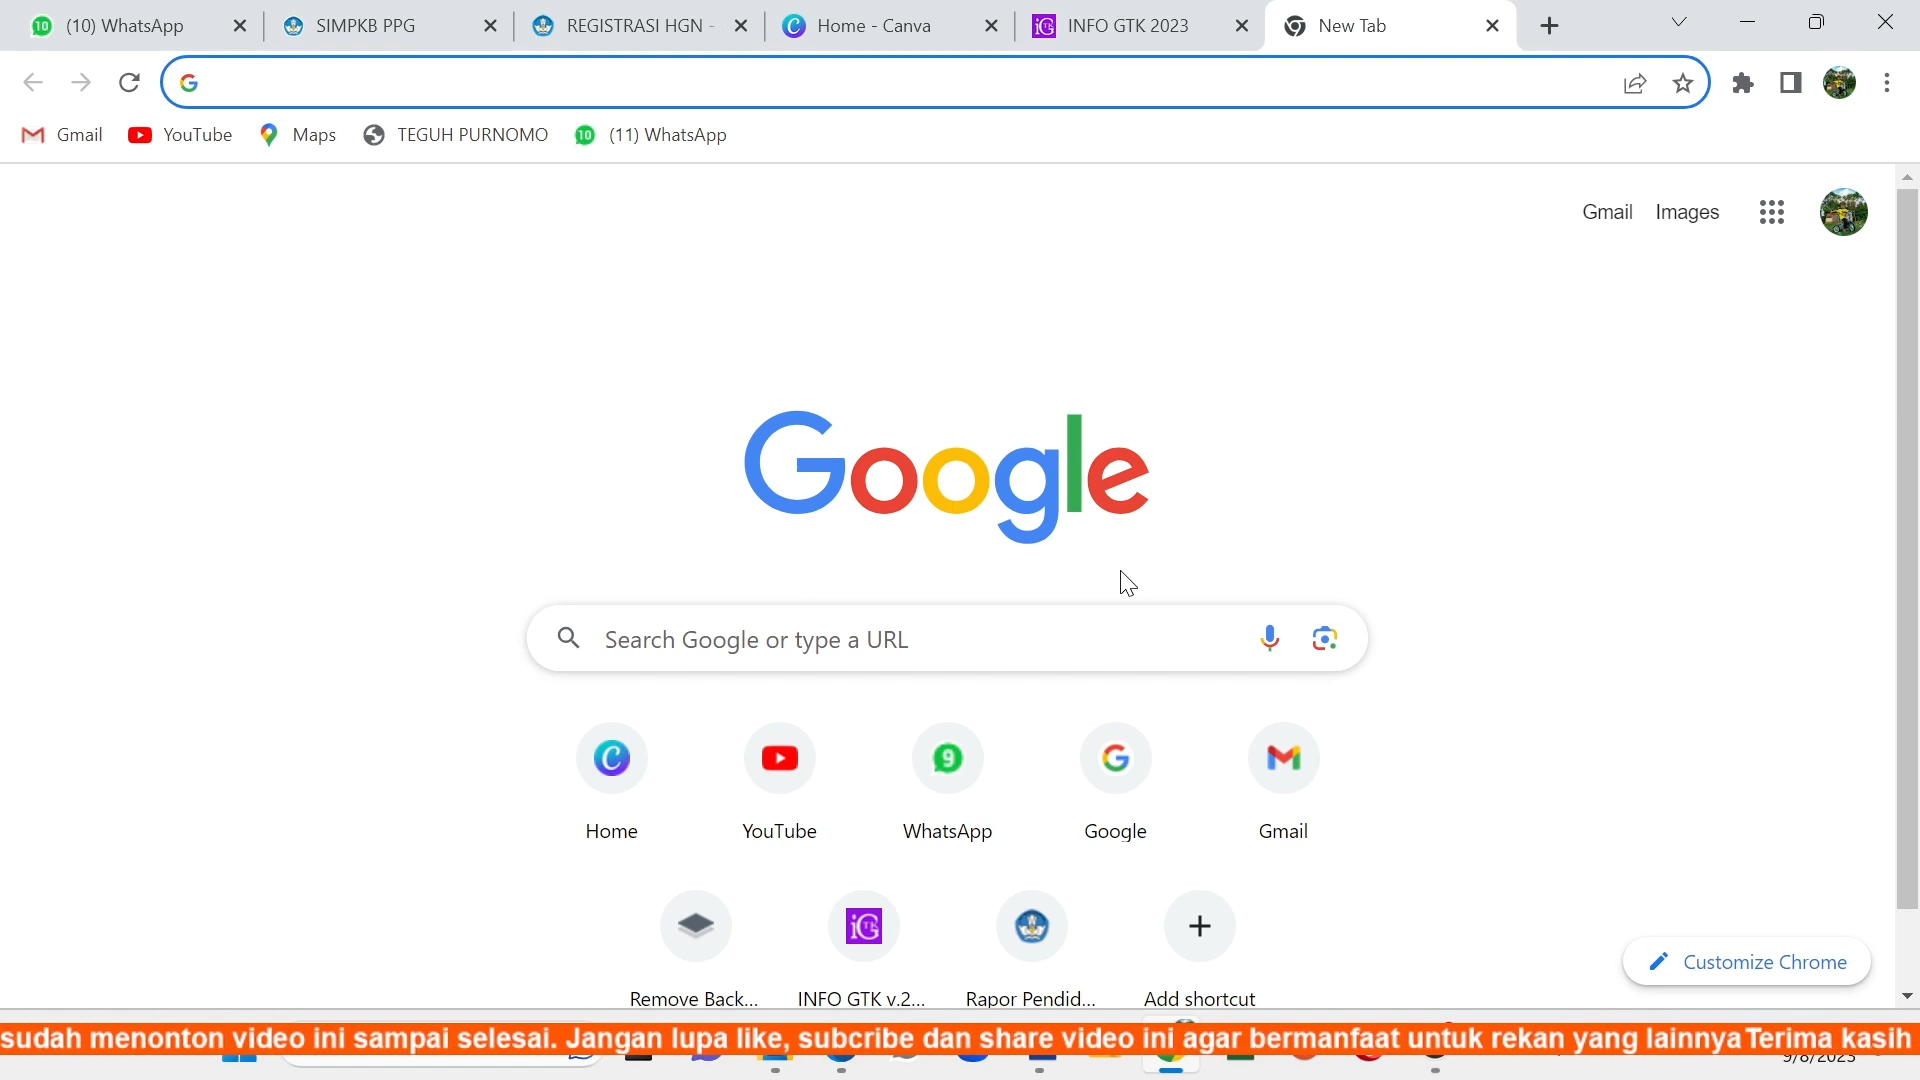 (10) WhatsApp
SIMPKB PPG
REGISTRASI HGN -
Home - Canva
INFO GTK 2023
New Tab
Gmail
YouTube
Maps
TEGUH PURNOMO
(11) WhatsApp
Gmail Images
Google
Search Google or type a URL
Home
YouTube
WhatsApp
Google
Gmail
Remove Back...
INFO GTK v.2...
Rapor Pendid...
Add shortcut
Customize Chrome
sudah menonton video ini sampai selesai. Jangan lupa like, subcribe dan share video ini agar bermanfaat untuk rekan yang lainnya Terima kasih
9/8/2023